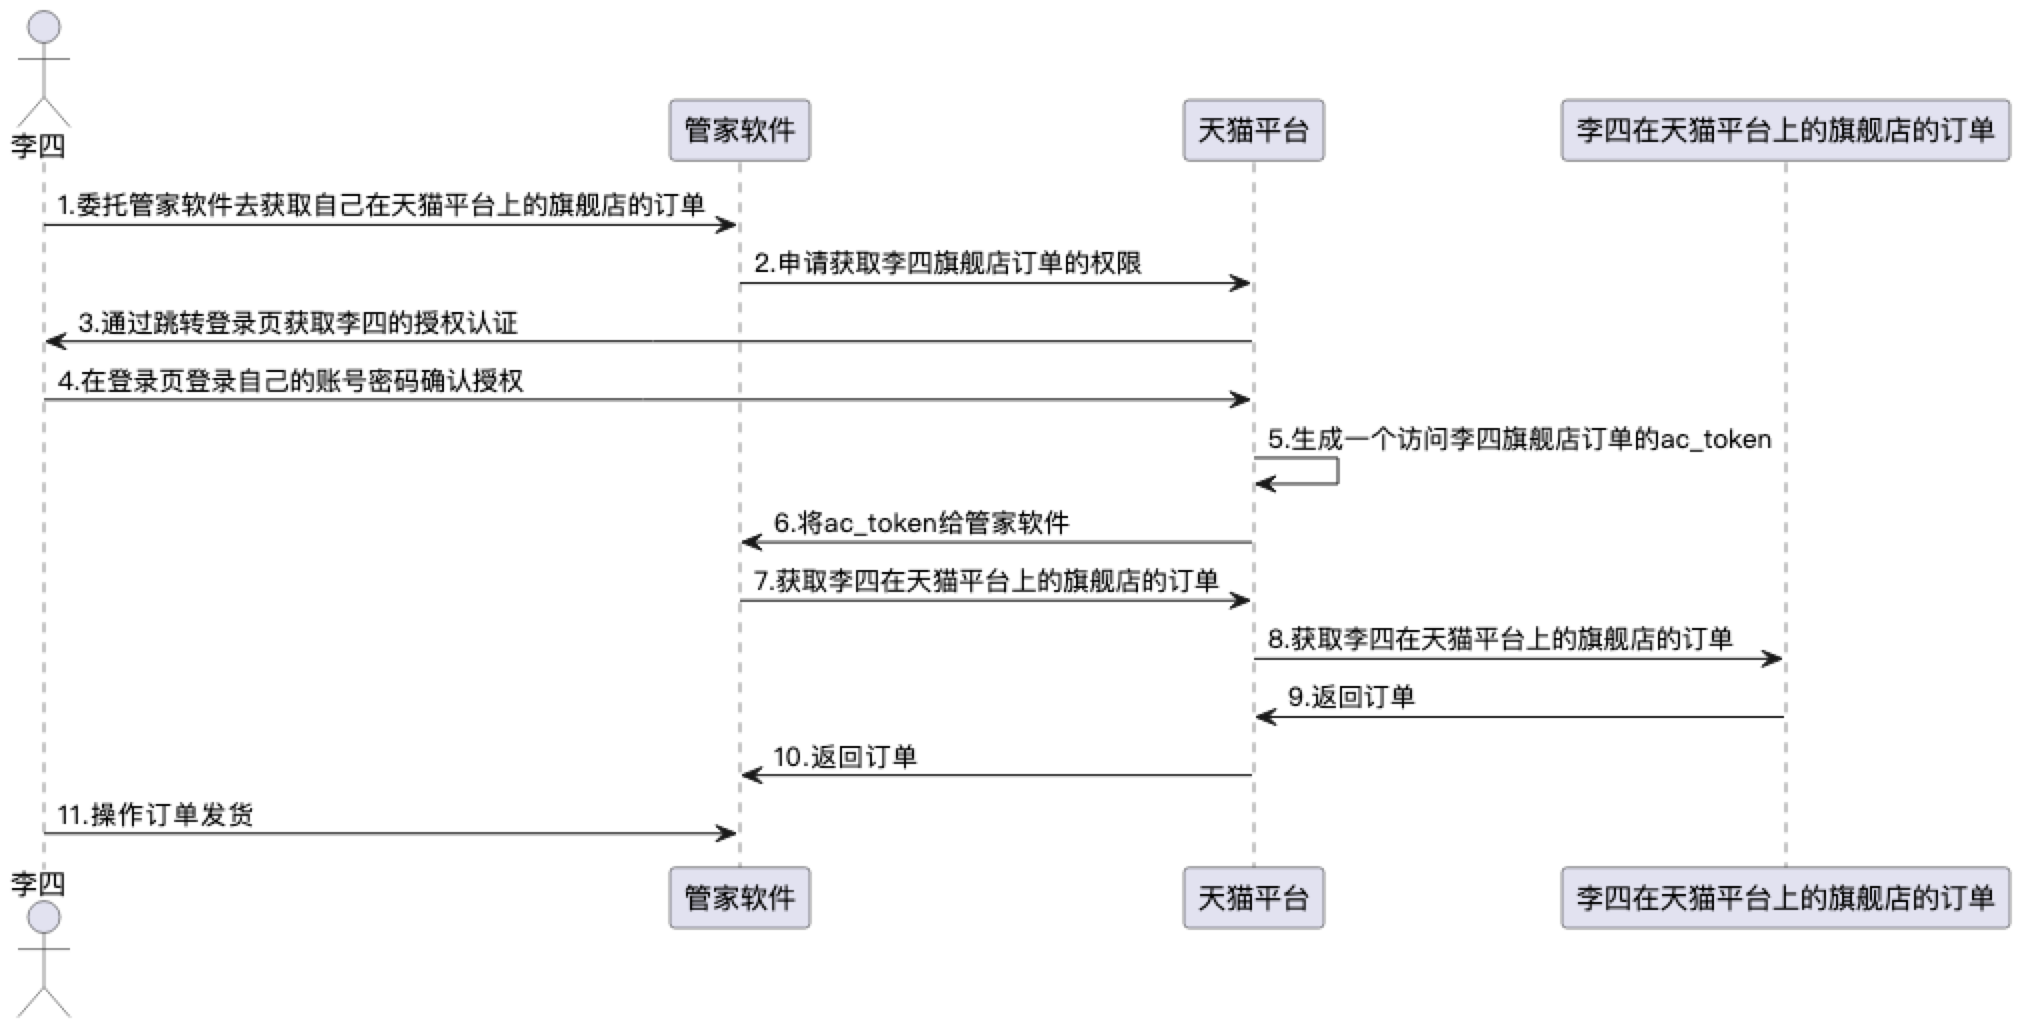 李四
管家软件
天猫平台
李四在天猫平台上的旗舰店的订单
1.委托管家软件去获取自己在天猫平台上的旗舰店的订单
2.申请获取李四旗舰店订单的权限
3.通过跳转登录页获取李四的授权认证
4.在登录页登录自己的账号密码确认授权
5.生成一个访问李四旗舰店订单的ac_token
6.将ac_token给管家软件
7.获取李四在天猫平台上的旗舰店的订单
8.获取李四在天猫平台上的旗舰店的订单
9.返回订单
10.返回订单
11.操作订单发货
李四
管家软件
天猫平台
李四在天猫平台上的旗舰店的订单